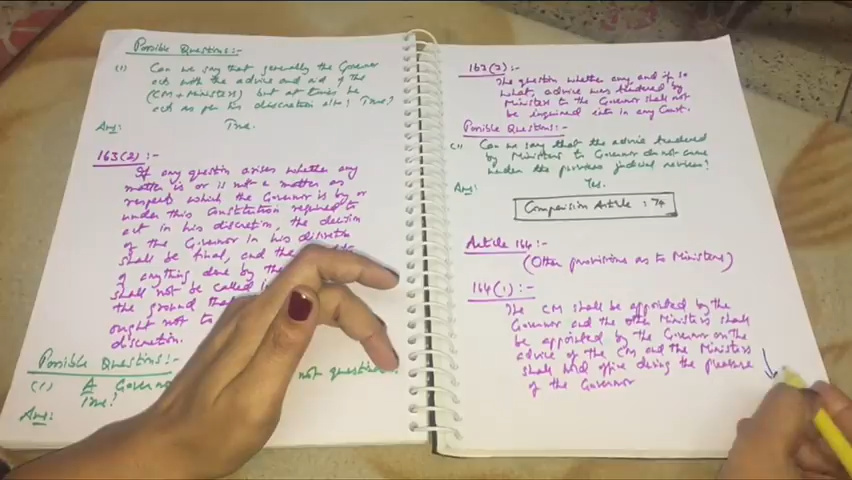 Possible Questions:-
(1) Can we say that generally the Governor
acts with the advice and aid of the
(CM + Ministers) but at times he
acts as per his discretion also! True?
Ans:
True.
163(2):-
If any question arises whether any
matter is or is not a matter as
respects which the Governor is by or
under this Constitution required to
act in his discretion, the decision
of the Governor in his discretion
shall be final, and the
of anything done by the
shall not be called i
the ground tha
ought not to
discretion.
Possible Questions:-
(1) A Governor not question
True?
Ans:
163(3):-
The question whether any, and if so
what, advice was tendered by
Ministers to the Governor shall not
be inquired into in any Court.
Possible Questions:-
(1) Can we say that the advice tendered
by Ministers to Governor do not come
under the judicial review?
Ans:
Yes.
Comparision Article : 74
Article 164:-
(Other provisions as to Ministers)
164(1):-
The CM shall be appointed by the
Governor and the other Ministers shall
be appointed by the Governor on the
advice of the CM and the Ministers
shall hold office during the pleasure
of the Governor